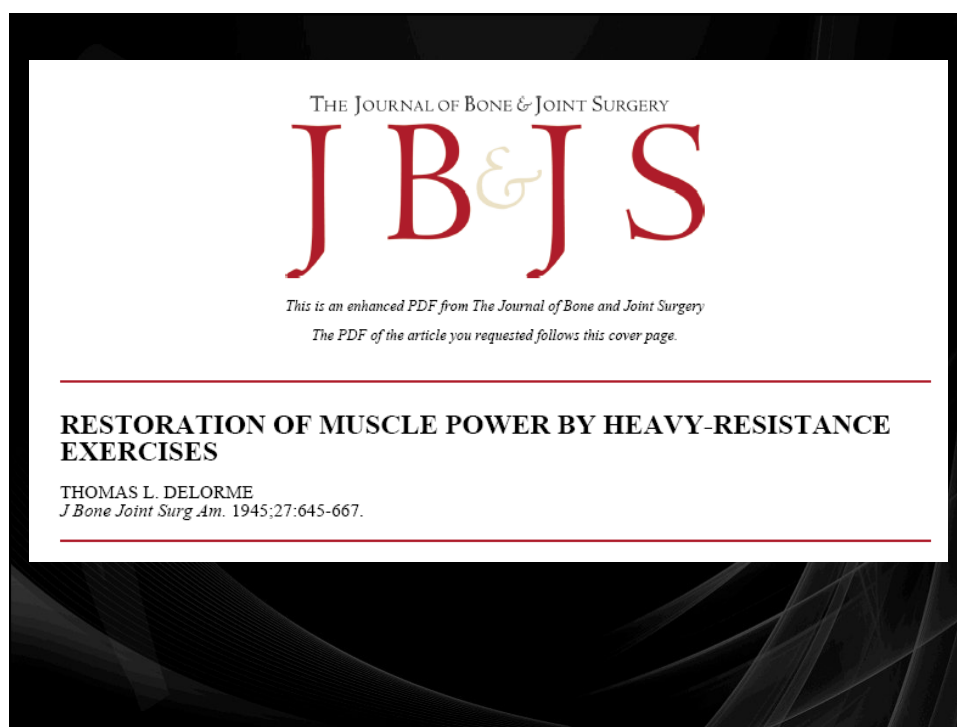 THE JOURNAL OF BONE & JOINT SURGERY
J B & J S
This is an enhanced PDF from The Journal of Bone and Joint Surgery
The PDF of the article you requested follows this cover page.
RESTORATION OF MUSCLE POWER BY HEAVY-RESISTANCE
EXERCISES
THOMAS L. DELORME
J Bone Joint Surg Am. 1945;27:645-667.